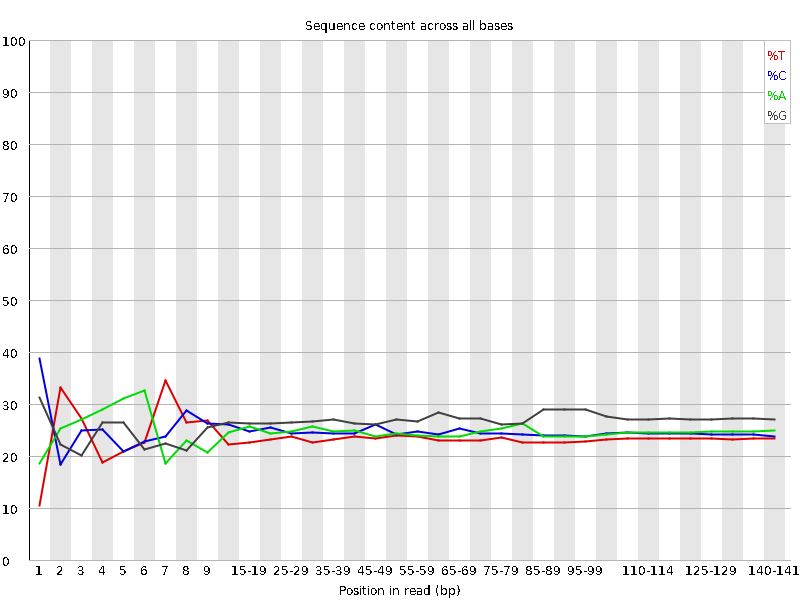 Sequence content across all bases
100
90
80
70
60
50
40
30
20
10
0
%T
%C
%A
%G
1 2 3 4 5 6 7 8 9 15-19 25-29 35-39 45-49 55-59 65-69 75-79 85-89 95-99 110-114 125-129 140-141
Position in read (bp)